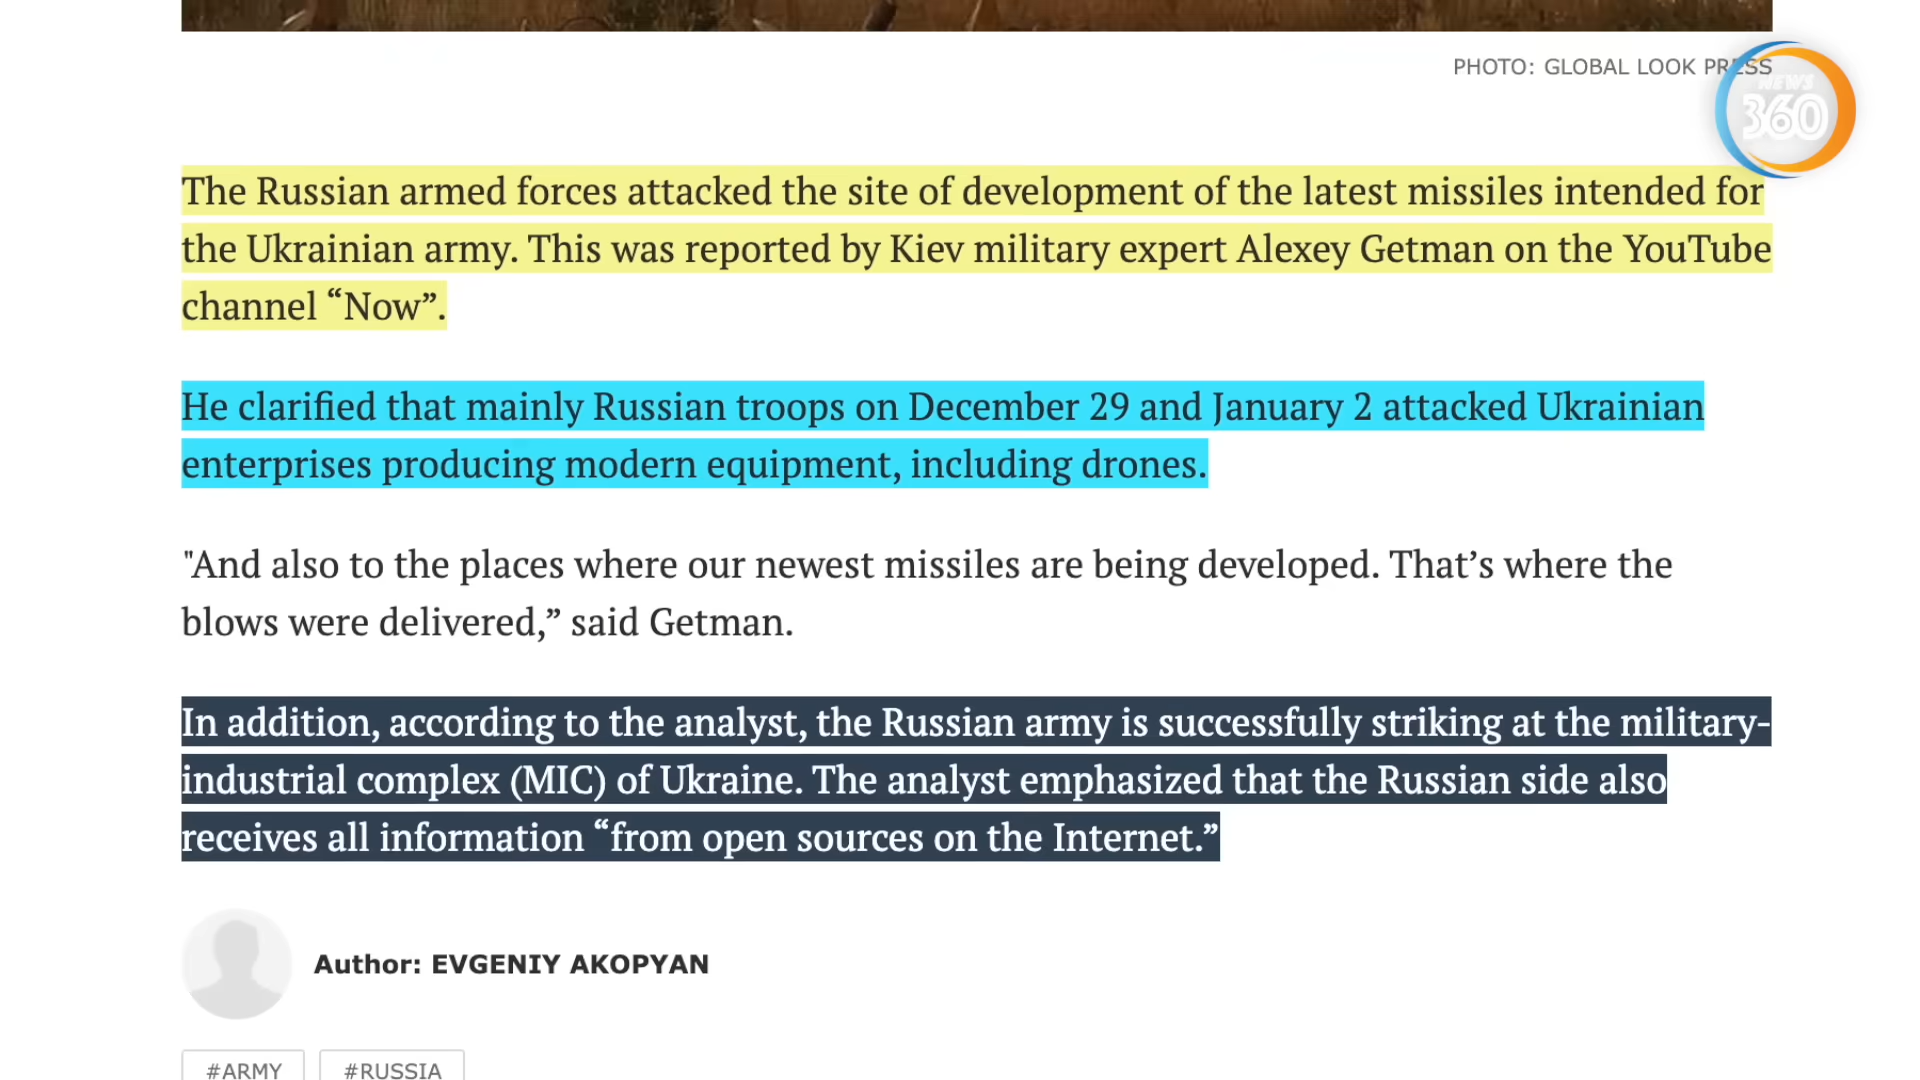 PHOTO: GLOBAL LOOK PRESS
NEWS
360
The Russian armed forces attacked the site of development of the latest missiles intended for
the Ukrainian army. This was reported by Kiev military expert Alexey Getman on the YouTube
channel “Now”.
He clarified that mainly Russian troops on December 29 and January 2 attacked Ukrainian
enterprises producing modern equipment, including drones.
"And also to the places where our newest missiles are being developed. That’s where the
blows were delivered,” said Getman.
In addition, according to the analyst, the Russian army is successfully striking at the military-
industrial complex (MIC) of Ukraine. The analyst emphasized that the Russian side also
receives all information “from open sources on the Internet.”
Author: EVGENIY AKOPYAN
#ARMY #RUSSIA